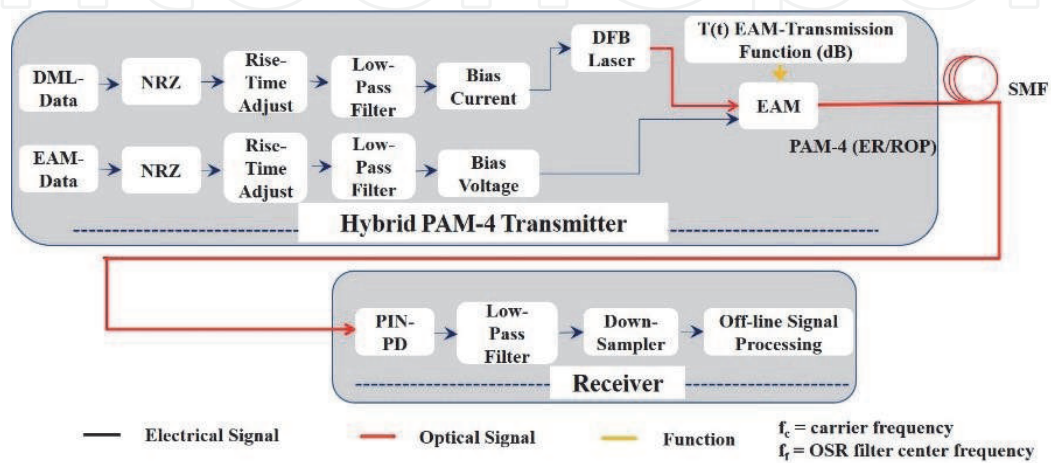 DML-
Data
NRZ
Rise-
Time
Adjust
Low-
Pass
Filter
Bias
Current
DFB
Laser
T(t) EAM-Transmission
Function (dB)
EAM
SMF
PAM-4 (ER/ROP)
EAM-
Data
NRZ
Rise-
Time
Adjust
Low-
Pass
Filter
Bias
Voltage
Hybrid PAM-4 Transmitter
PIN-
PD
Low-
Pass
Filter
Down-
Sampler
Off-line Signal
Processing
Receiver
Electrical Signal
Optical Signal
Function
fc = carrier frequency
ff = OSR filter center frequency